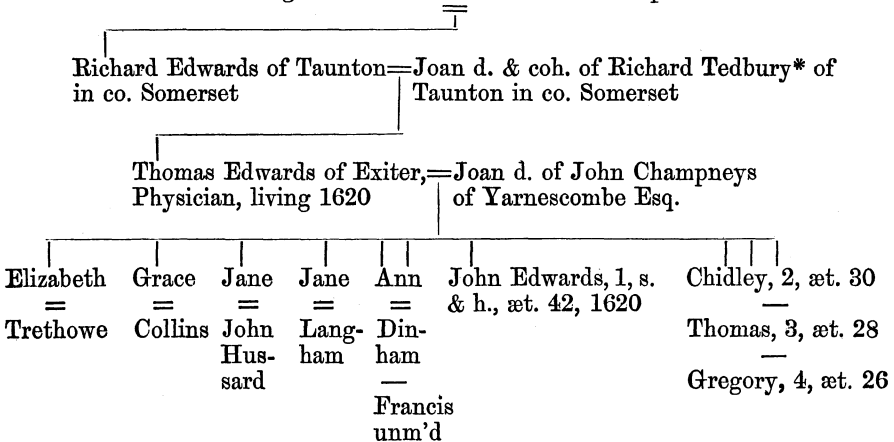 Richard Edwards of Taunton=Joan d. & coh. of Richard Tedbury* of
in co. Somerset Taunton in co. Somerset
Thomas Edwards of Exiter,=Joan d. of John Champneys
Physician, living 1620 of Yarnescombe Esq.
Elizabeth
=
Trethowe
Grace
=
Collins
Jane
=
John
Hus-
sard
Jane
=
Lang-
ham
Ann
=
Din-
ham
—
Francis
unm'd
John Edwards, 1, s.
& h., æt. 42, 1620
Chidley, 2, æt. 30
—
Thomas, 3, æt. 28
—
Gregory, 4, æt. 26